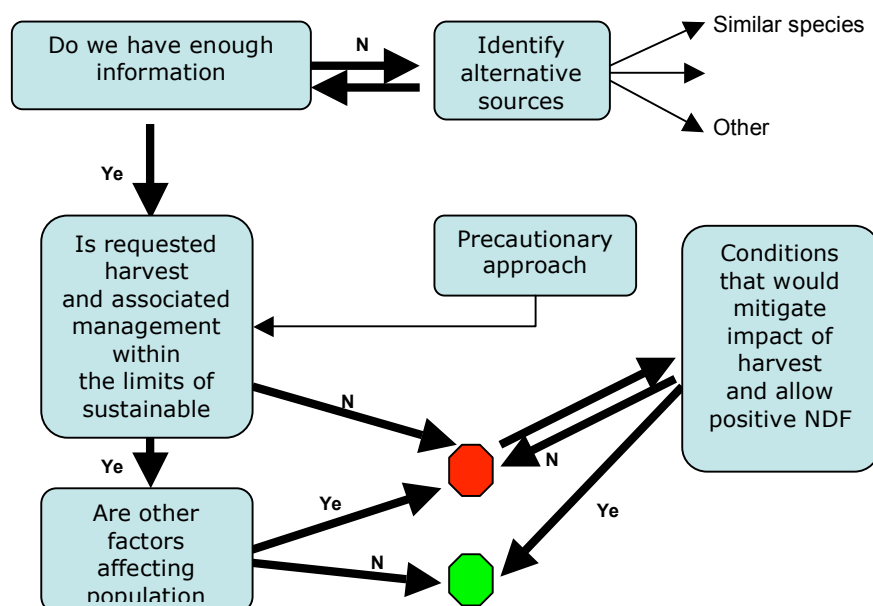 Do we have enough
information
N
Identify
alternative
sources
Similar species
Other
Ye
Is requested
harvest
and associated
management
within
the limits of
sustainable
Precautionary
approach
Conditions
that would
mitigate
impact of
harvest
and allow
positive NDF
N
N
Ye
Ye
Ye
N
Are other
factors
affecting
population